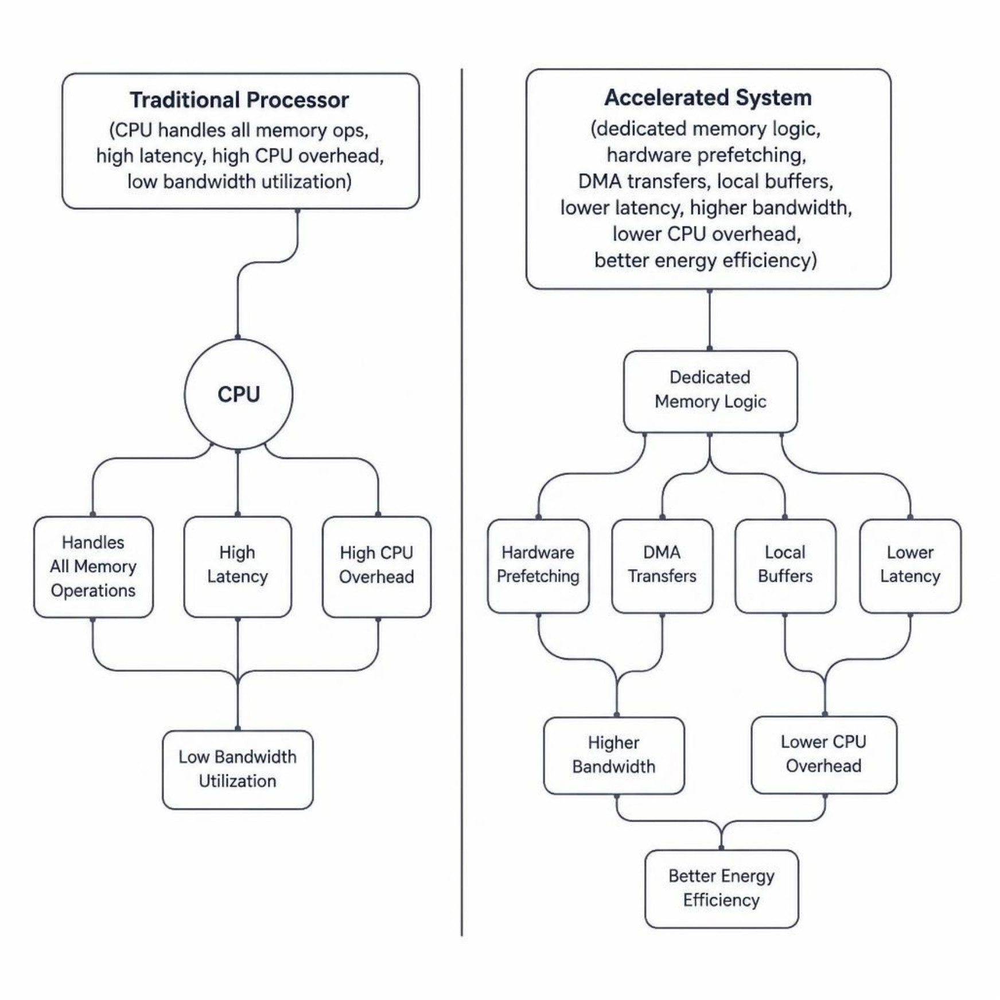 Traditional Processor
(CPU handles all memory ops,
high latency, high CPU overhead,
low bandwidth utilization)
CPU
Handles
All Memory
Operations
High
Latency
High CPU
Overhead
Low Bandwidth
Utilization
Accelerated System
(dedicated memory logic,
hardware prefetching,
DMA transfers, local buffers,
lower latency, higher bandwidth,
lower CPU overhead,
better energy efficiency)
Dedicated
Memory Logic
Hardware
Prefetching
DMA
Transfers
Local
Buffers
Lower
Latency
Higher
Bandwidth
Lower CPU
Overhead
Better Energy
Efficiency